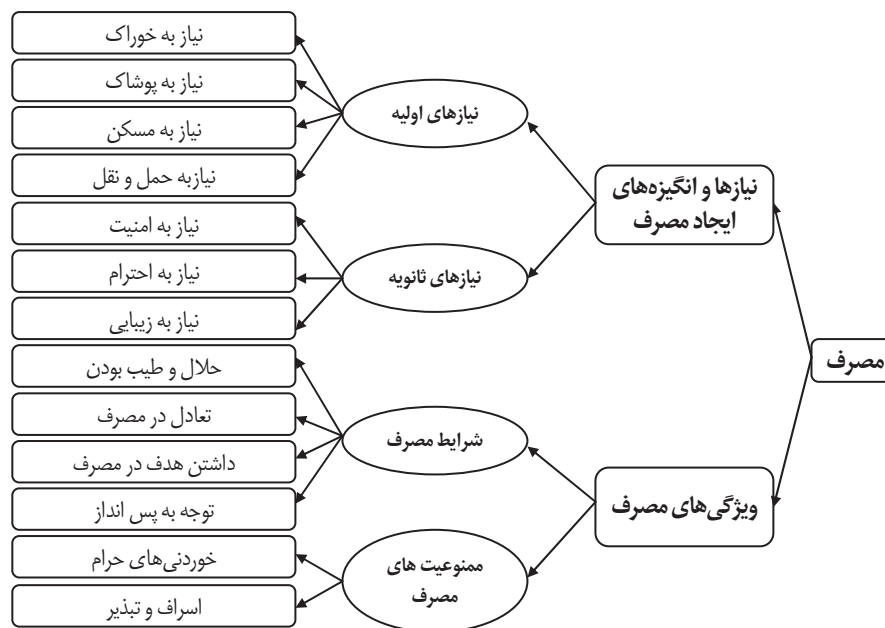 مصرف
نیازها و انگیزه‌های
ایجاد مصرف
نیازهای اولیه
نیاز به خوراک
نیاز به پوشاک
نیاز به مسکن
نیازبه حمل و نقل
نیازهای ثانویه
نیاز به امنیت
نیاز به احترام
نیاز به زیبایی
ویژگی‌های مصرف
شرایط مصرف
حلال و طیب بودن
تعادل در مصرف
داشتن هدف در مصرف
توجه به پس انداز
ممنوعیت های
مصرف
خوردنی‌های حرام
اسراف و تبذیر